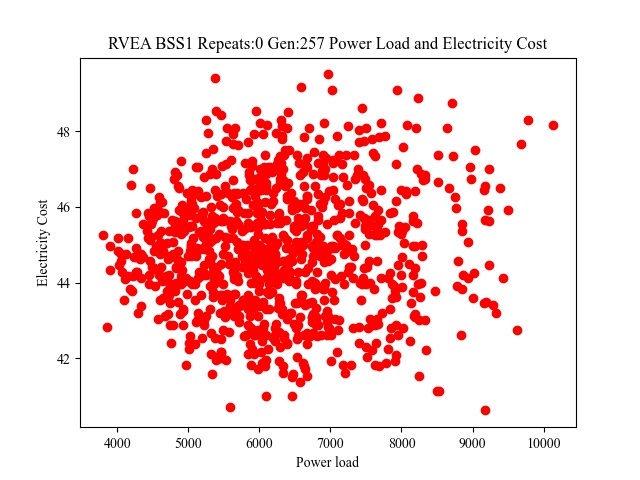 RVEA BSS1 Repeats:0 Gen:257 Power Load and Electricity Cost
48
46
44
42
Electricity Cost
4000 5000 6000 7000 8000 9000 10000
Power load